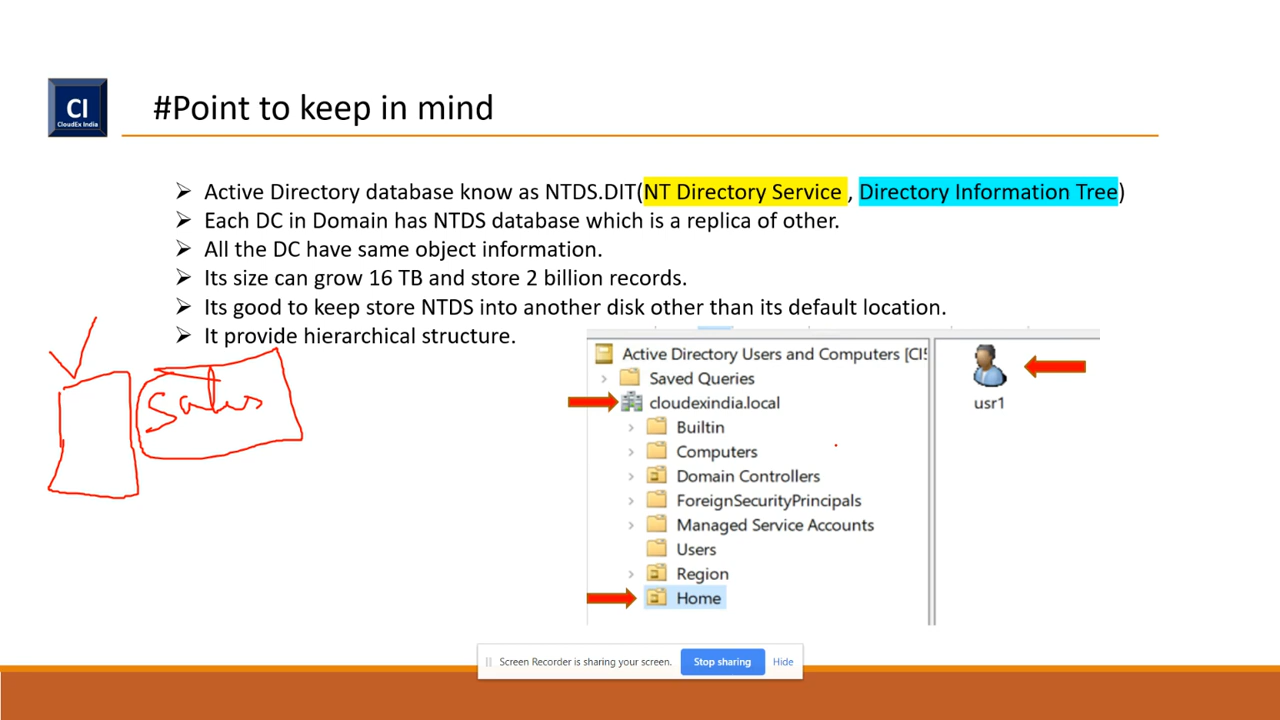 CI
CloudEx India
#Point to keep in mind
➢ Active Directory database know as NTDS.DIT(NT Directory Service , Directory Information Tree)
➢ Each DC in Domain has NTDS database which is a replica of other.
➢ All the DC have same object information.
➢ Its size can grow 16 TB and store 2 billion records.
➢ Its good to keep store NTDS into another disk other than its default location.
➢ It provide hierarchical structure.
Active Directory Users and Computers [CI
Saved Queries
cloudexindia.local
Builtin
Computers
Domain Controllers
ForeignSecurityPrincipals
Managed Service Accounts
Users
Region
Home
usr1
Screen Recorder is sharing your screen.
Stop sharing
Hide